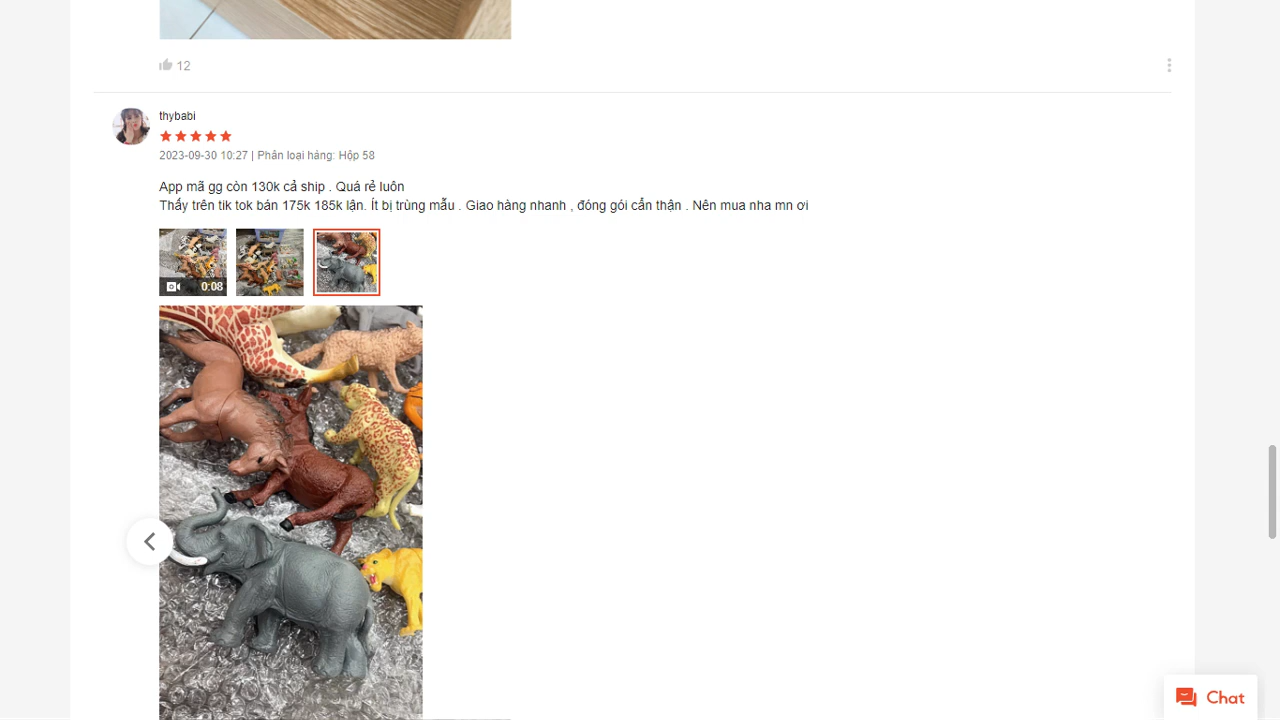 12
thybabi
2023-09-30 10:27 | Phân loại hàng: Hộp 58
App mã gg còn 130k cả ship . Quá rẻ luôn
Thấy trên tik tok bán 175k 185k lận. Ít bị trùng mẫu . Giao hàng nhanh , đóng gói cẩn thận . Nên mua nha mn ơi
0:08
Chat